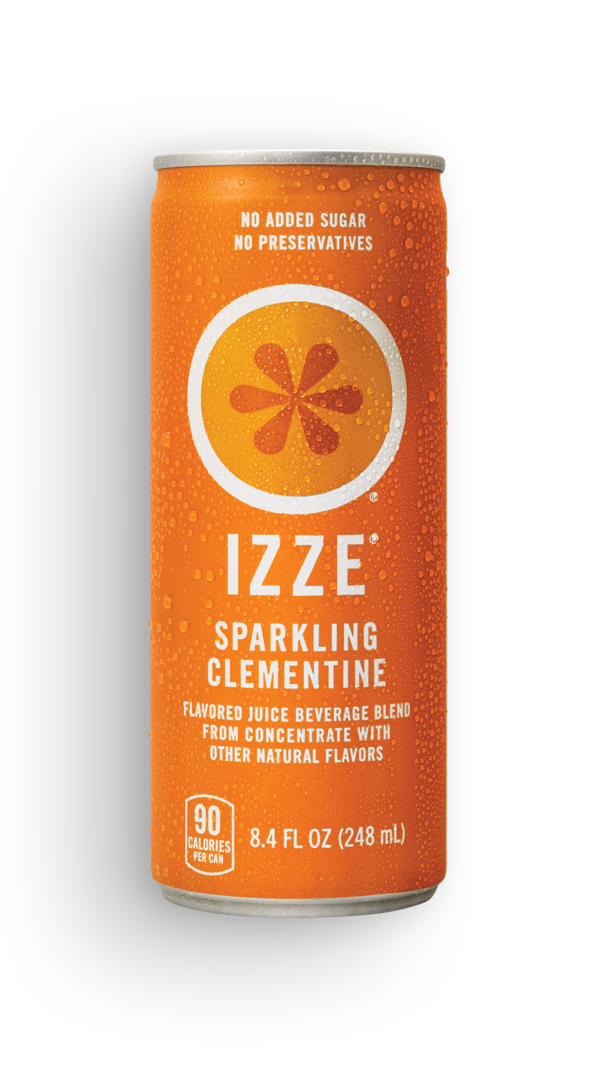 NO ADDED SUGAR
NO PRESERVATIVES
®
IZZE®
SPARKLING
CLEMENTINE
FLAVORED JUICE BEVERAGE BLEND
FROM CONCENTRATE WITH
OTHER NATURAL FLAVORS
90
CALORIES
PER CAN
8.4 FL OZ (248 mL)